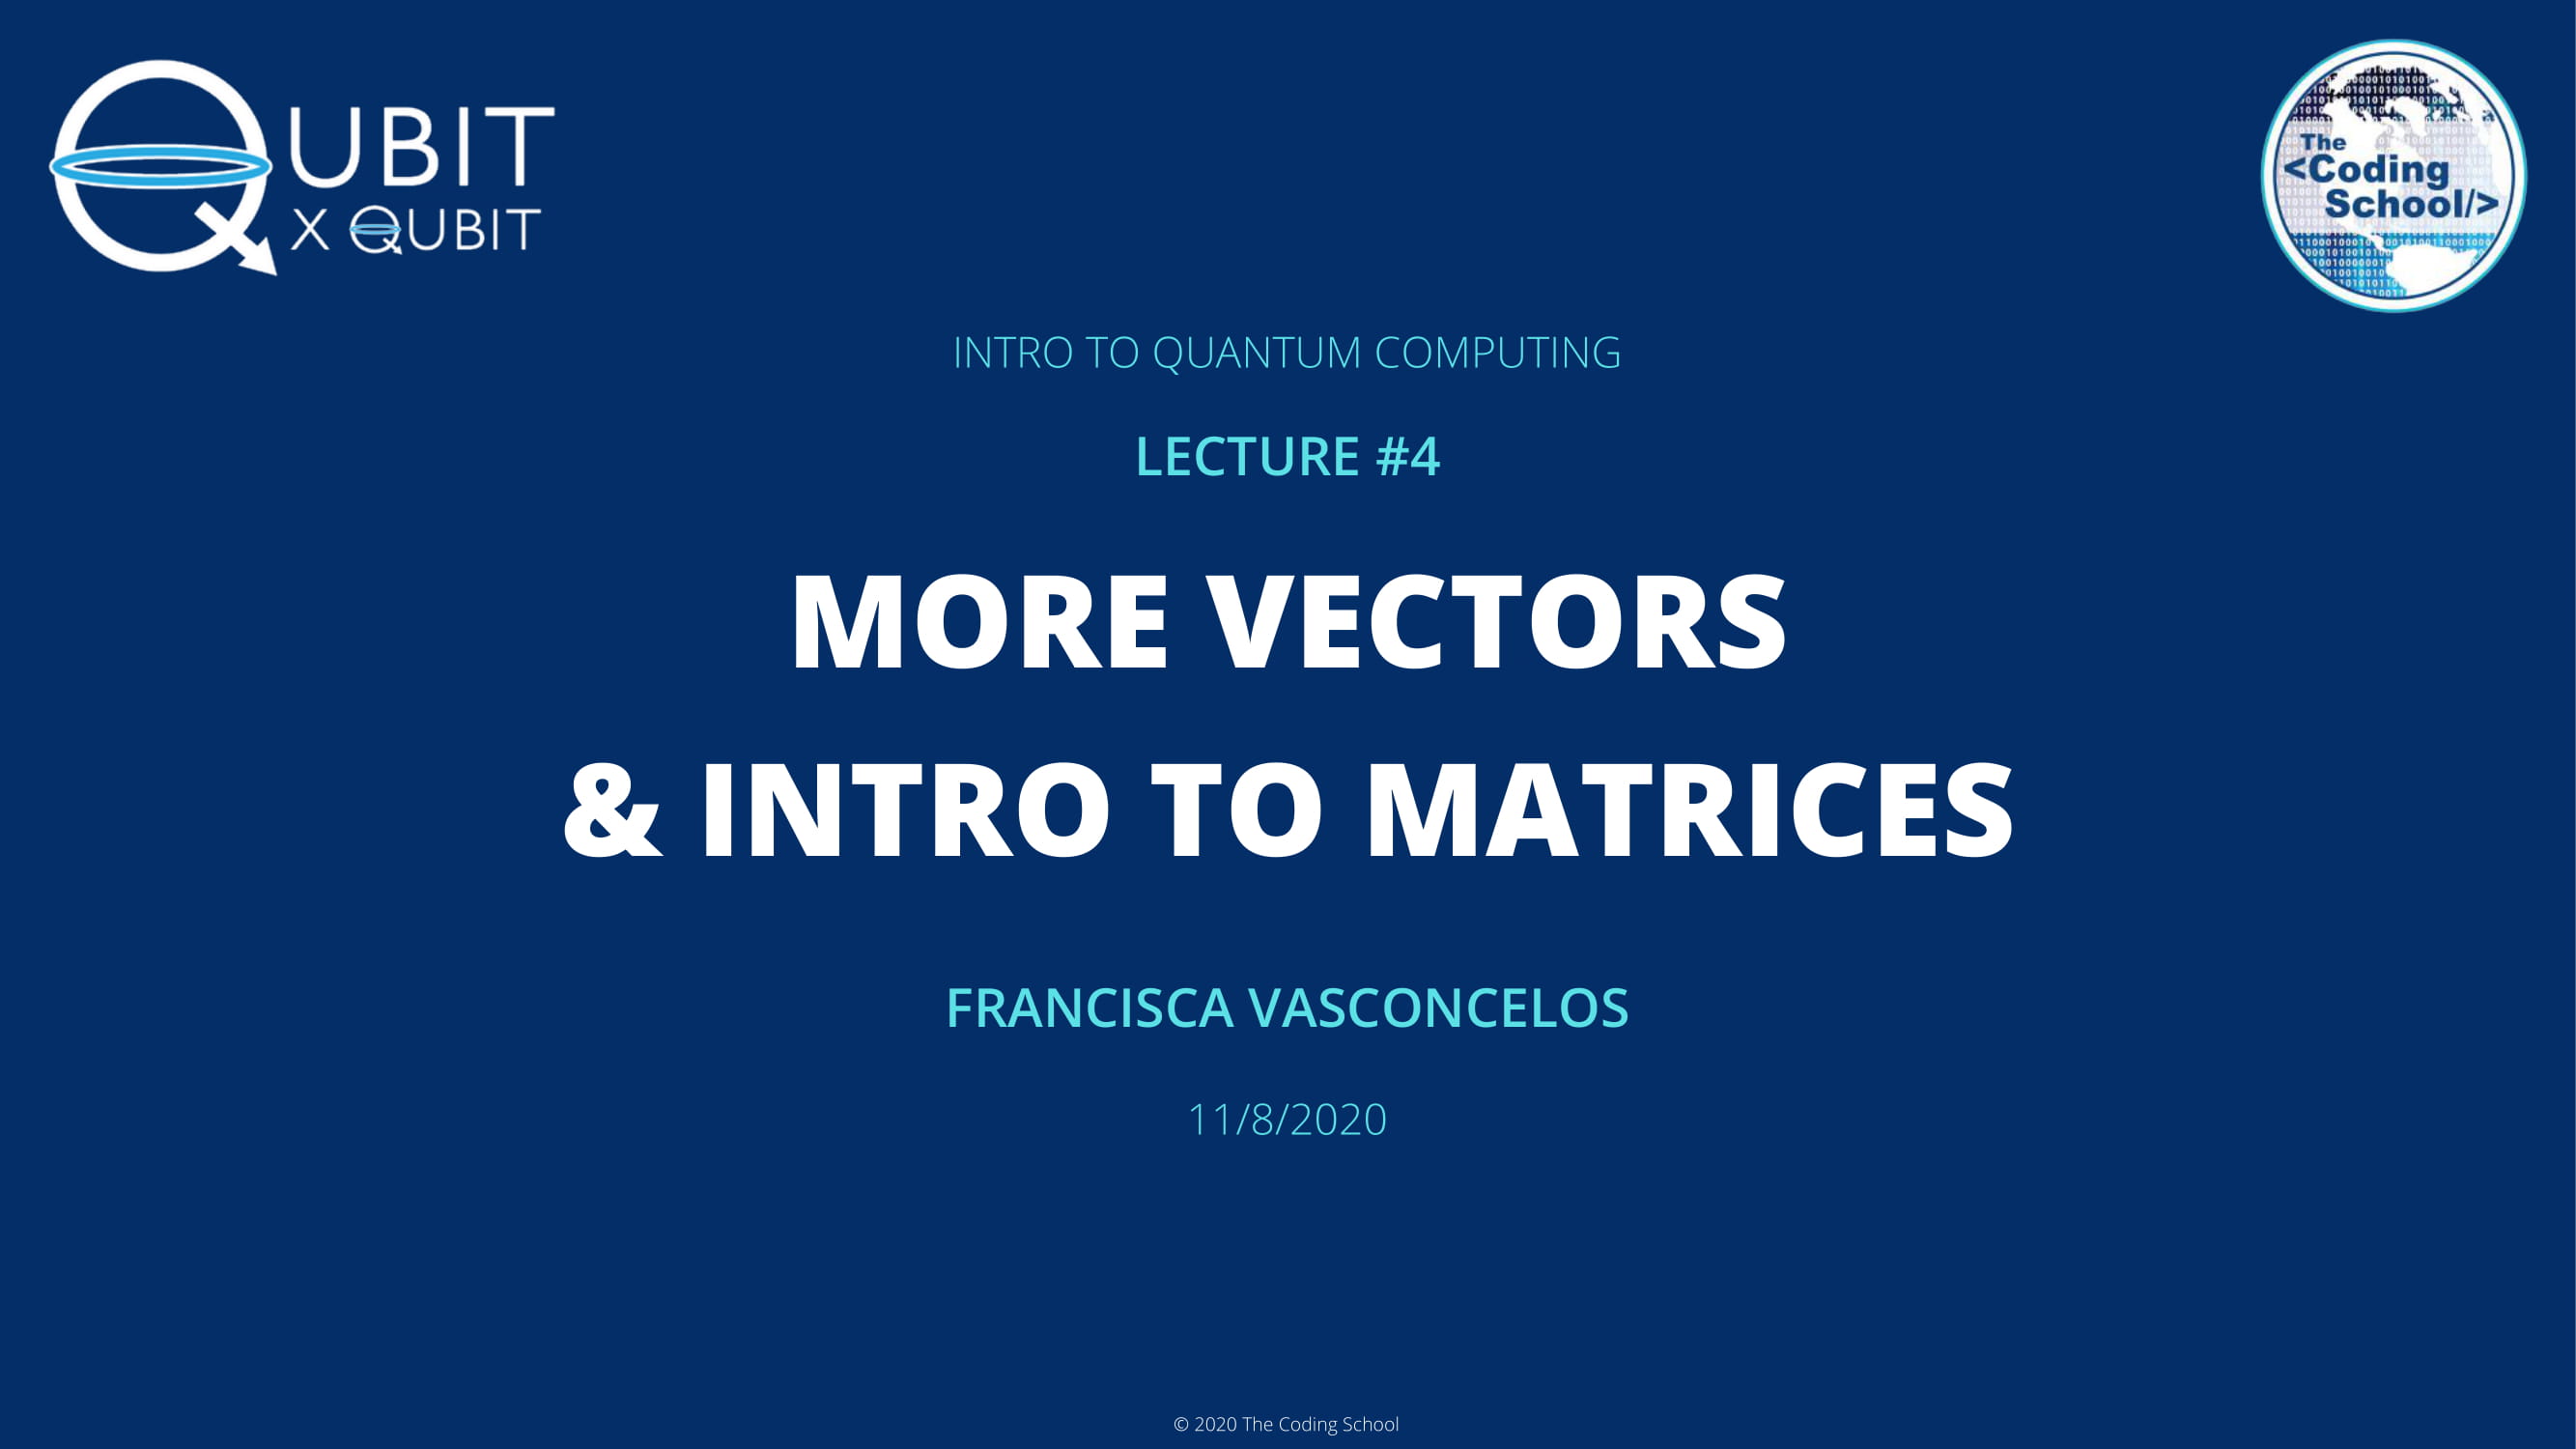 QUBIT
X QUBIT
The
<Coding
School/>
INTRO TO QUANTUM COMPUTING
LECTURE #4
MORE VECTORS
& INTRO TO MATRICES
FRANCISCA VASCONCELOS
11/8/2020
© 2020 The Coding School